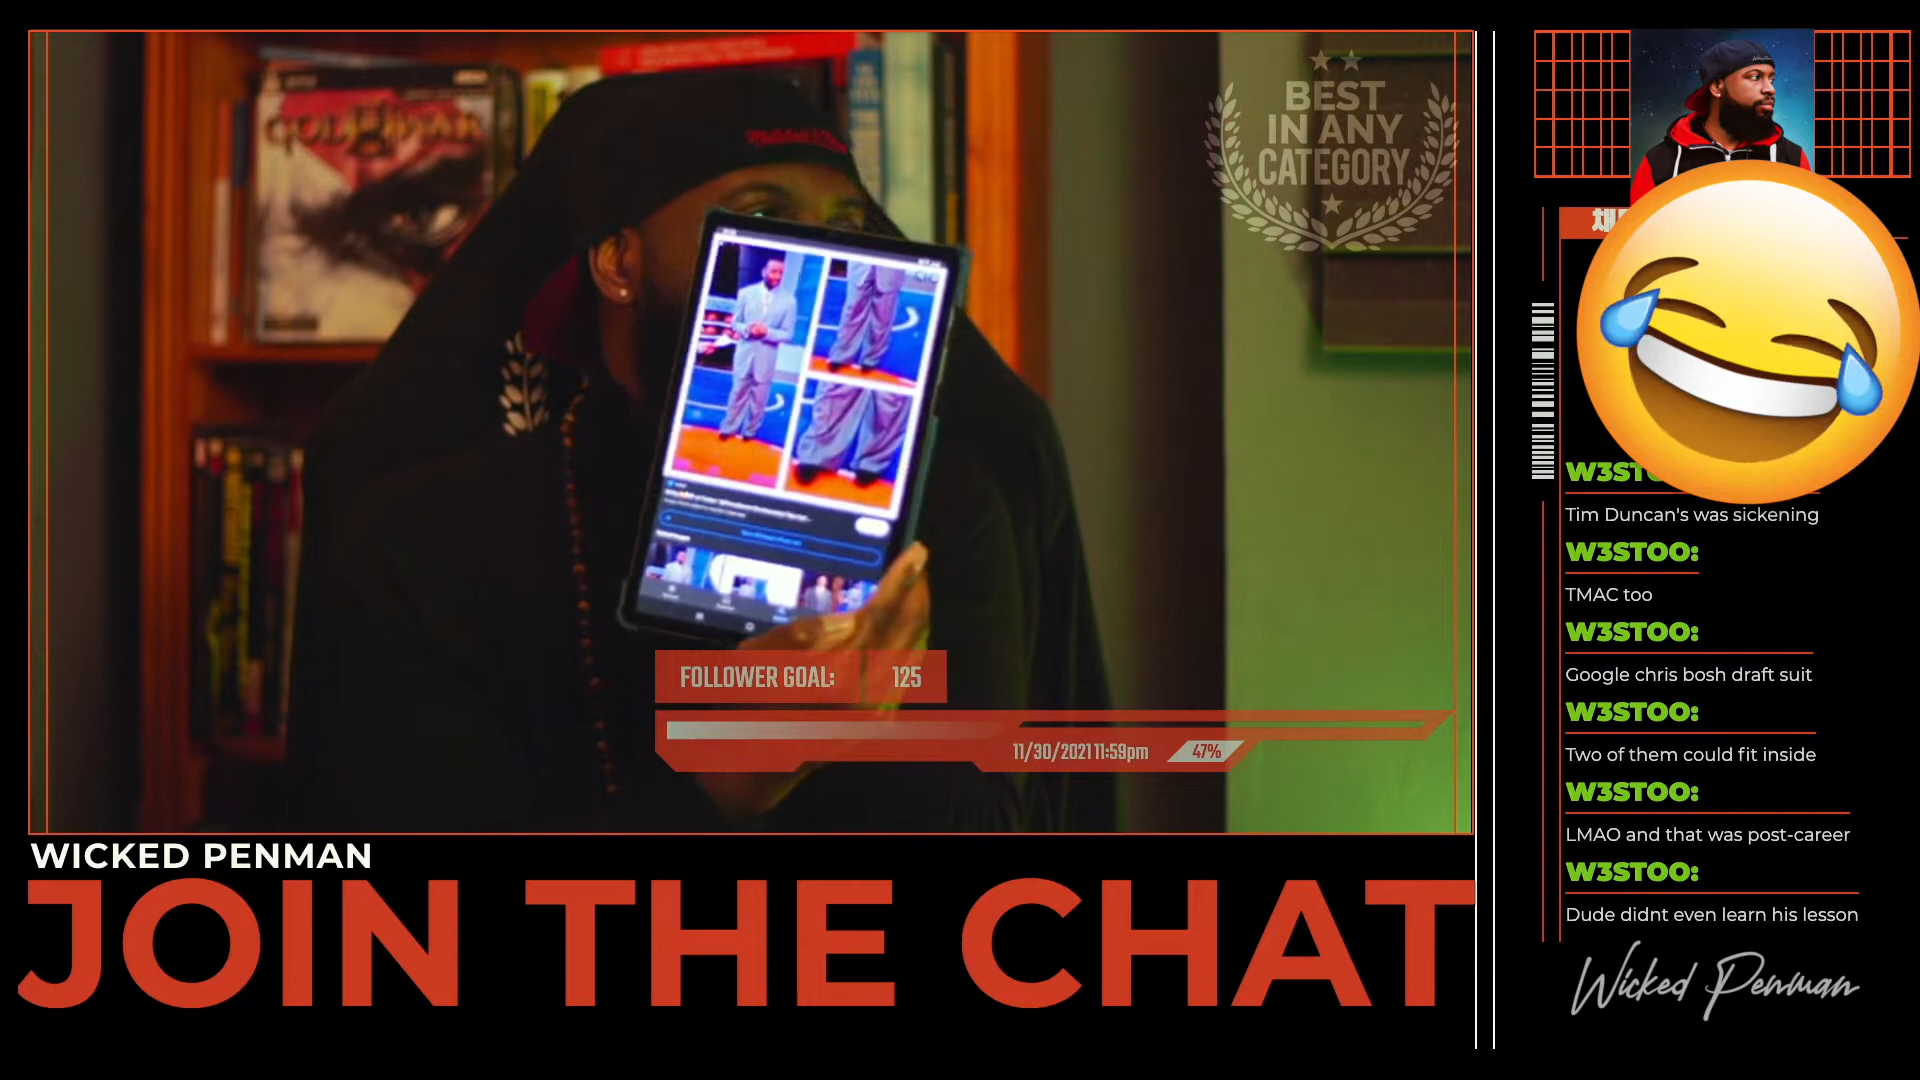 BEST
IN ANY
CATEGORY
FOLLOWER GOAL: 125
11/30/2021 11:59pm 47%
WICKED PENMAN
JOIN THE CHAT
W3STO
Tim Duncan's was sickening
W3STOO:
TMAC too
W3STOO:
Google chris bosh draft suit
W3STOO:
Two of them could fit inside
W3STOO:
LMAO and that was post-career
W3STOO:
Dude didnt even learn his lesson
Wicked Penman